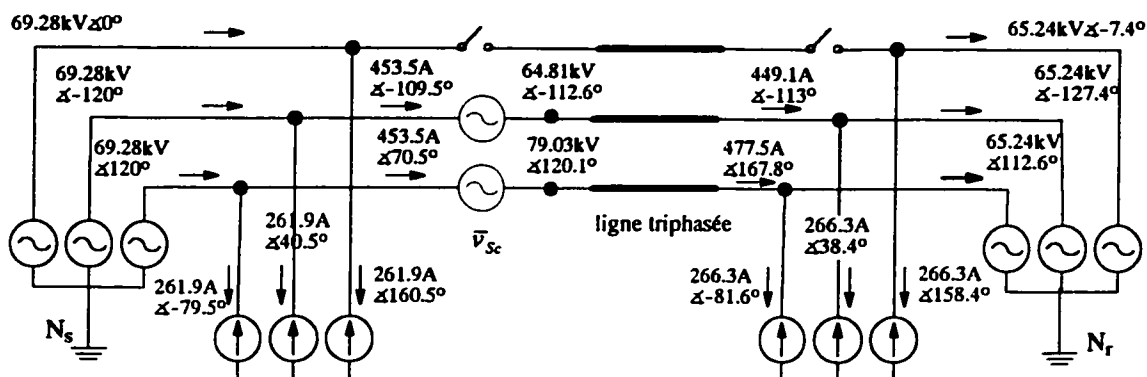 69.28kV∡0°
65.24kV∡-7.4°
69.28kV
∡-120°
453.5A
∡-109.5°
64.81kV
∡-112.6°
449.1A
∡-113°
65.24kV
∡-127.4°
69.28kV
∡120°
453.5A
∡70.5°
79.03kV
∡120.1°
477.5A
∡167.8°
65.24kV
∡112.6°
261.9A
∡40.5°
v̄Sc
ligne triphasée
266.3A
∡38.4°
261.9A
∡-79.5°
261.9A
∡160.5°
266.3A
∡-81.6°
266.3A
∡158.4°
Ns
Nr